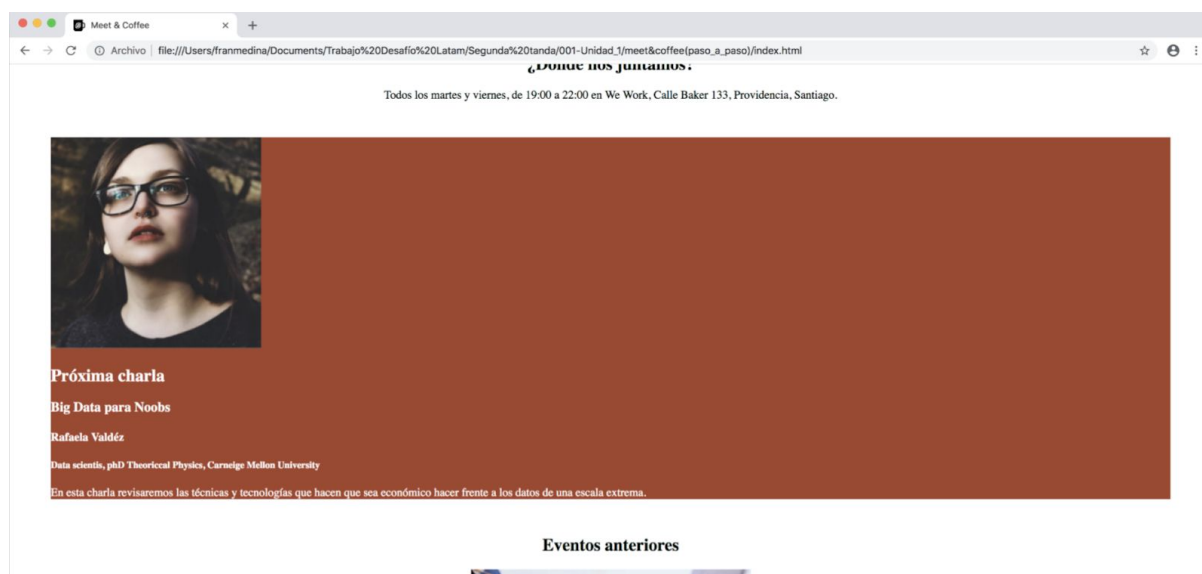 Meet & Coffee
Archivo file:///Users/franmedina/Documents/Trabajo%20Desafío%20Latam/Segunda%20tanda/001-Unidad_1/meet&coffee(paso_a_paso)/index.html
¿Dónde nos juntamos?
Todos los martes y viernes, de 19:00 a 22:00 en We Work, Calle Baker 133, Providencia, Santiago.
Próxima charla
Big Data para Noobs
Rafaela Valdéz
Data scientis, phD Theoriccal Physics, Carneige Mellon University
En esta charla revisaremos las técnicas y tecnologías que hacen que sea económico hacer frente a los datos de una escala extrema.
Eventos anteriores